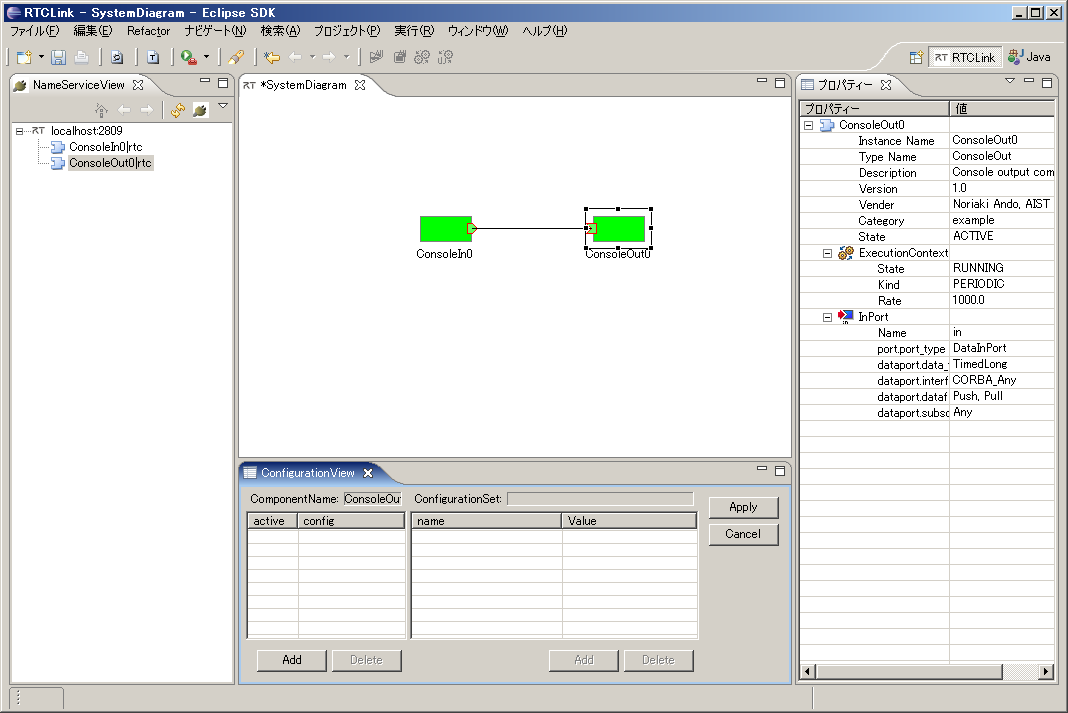 RTCLink - SystemDiagram - Eclipse SDK
ファイル(F) 編集(E) Refactor ナビゲート(N) 検索(A) プロジェクト(P) 実行(R) ウィンドウ(W) ヘルプ(H)
RT RTCLink Java
NameServiceView
RT localhost:2809
ConsoleIn0|rtc
ConsoleOut0|rtc
RT *SystemDiagram
ConsoleIn0
ConsoleOut0
ConfigurationView
ComponentName: ConsoleOu ConfigurationSet:
active config name Value
Apply
Cancel
Add Delete Add Delete
プロパティー
プロパティー 値
ConsoleOut0
Instance Name ConsoleOut0
Type Name ConsoleOut
Description Console output com
Version 1.0
Vender Noriaki Ando, AIST
Category example
State ACTIVE
ExecutionContext
State RUNNING
Kind PERIODIC
Rate 1000.0
InPort
Name in
port.port_type DataInPort
dataport.data_ TimedLong
dataport.interf CORBA_Any
dataport.dataf Push, Pull
dataport.subsc Any